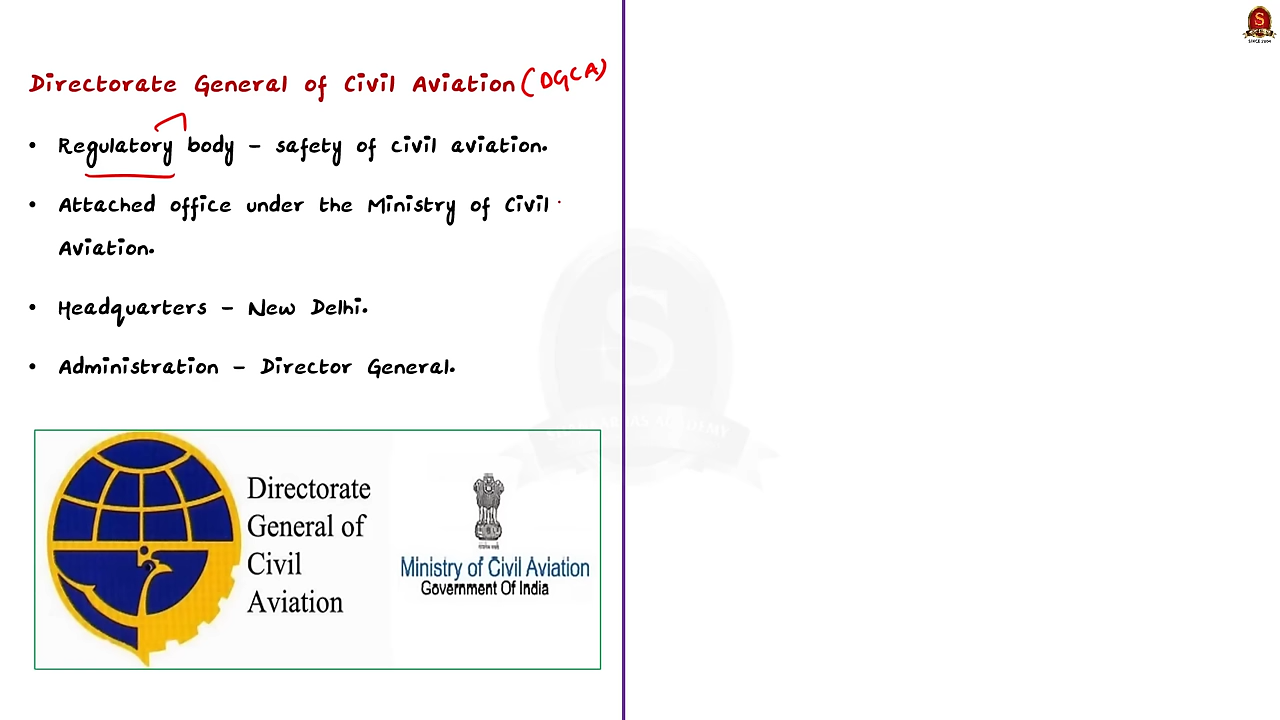 Directorate General of Civil Aviation (DGCA)
• Regulatory body – safety of civil aviation.
• Attached office under the Ministry of Civil
Aviation.
• Headquarters – New Delhi.
• Administration – Director General.
Directorate
General of
Civil
Aviation
Ministry of Civil Aviation
Government Of India
S
SINCE 2004